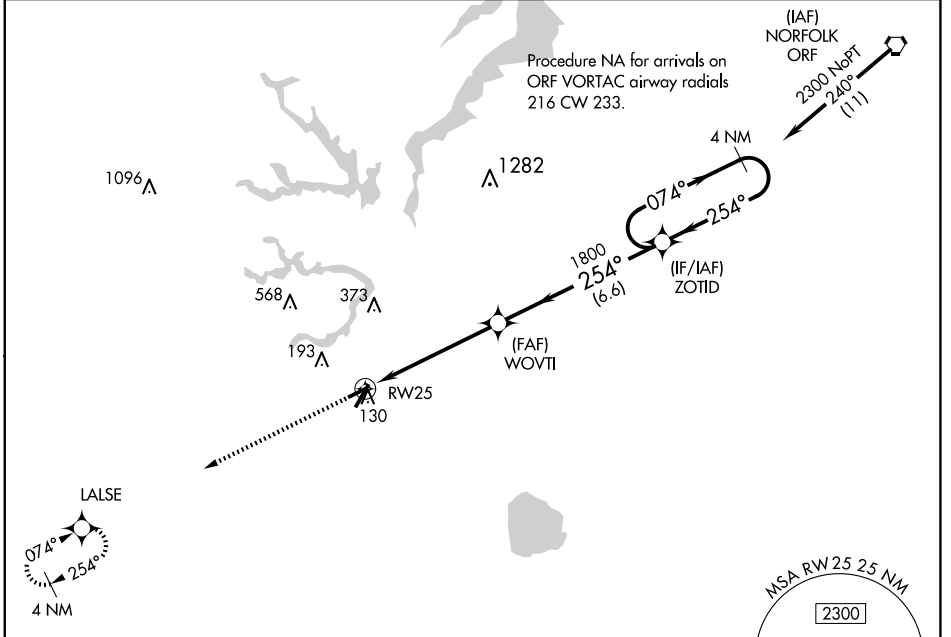 (IAF)
NORFOLK
ORF
Procedure NA for arrivals on
ORF VORTAC airway radials
216 CW 233.
2300 NoPT
240°
(11)
4 NM
1096
1282
074°
254°
1800
254°
(6.6)
(IF/IAF)
ZOTID
568
373
(FAF)
WOVTI
193
RW25
130
LALSE
074°
254°
4 NM
MSA RW25 25 NM
2300